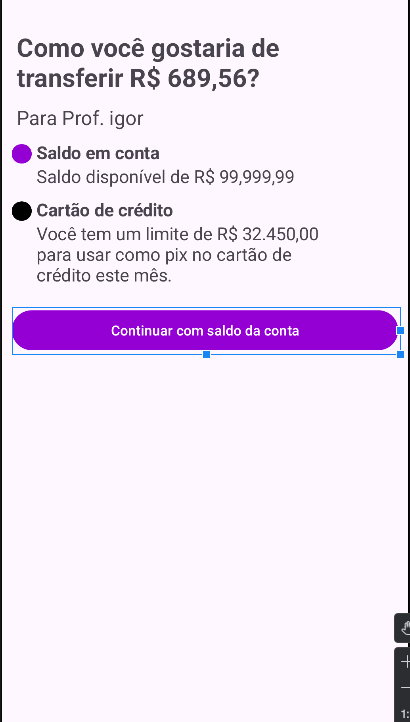 Como você gostaria de
transferir R$ 689,56?
Para Prof. igor
Saldo em conta
Saldo disponível de R$ 99,999,99
Cartão de crédito
Você tem um limite de R$ 32.450,00
para usar como pix no cartão de
crédito este mês.
Continuar com saldo da conta